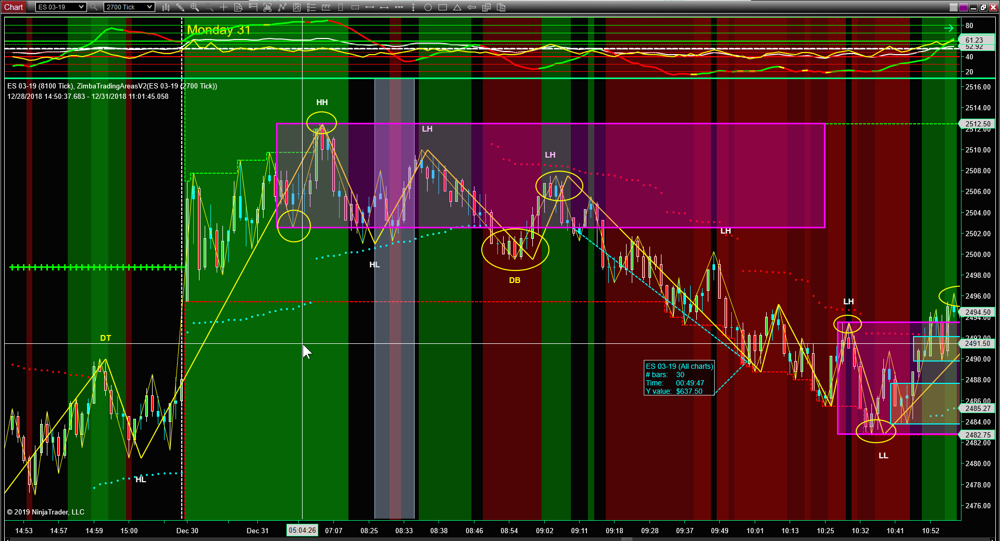 Chart ES 03-19 2700 Tick
Monday 31
80
61.23
52.92
40
20
ES 03-19 (8100 Tick), ZimbaTradingAreasV2(ES 03-19 (2700 Tick))
12/28/2018 14:50:37.683 - 12/31/2018 11:01:45.058
2516.00
HH
2514.00
2512.50
LH
2512.00
2510.00
LH
2508.00
2506.00
2504.00
LH
2502.00
2500.00
HL
2498.00
DB
2496.00
LH
2494.50
2494.00
DT
2492.00
2491.50
2490.00
ES 03-19 (All charts)
# bars: 30
Time: 00:49:47
Y value: $637.50
2488.00
2486.00
2485.27
2484.00
2482.75
2482.00
LL
2480.00
HL
2478.00
2476.00
© 2019 NinjaTrader, LLC
14:53 14:57 14:59 15:00 Dec 30 Dec 31 05:04:26 07:07 08:25 08:33 08:38 08:46 08:54 09:02 09:11 09:18 09:28 09:37 09:49 10:01 10:13 10:25 10:32 10:41 10:52